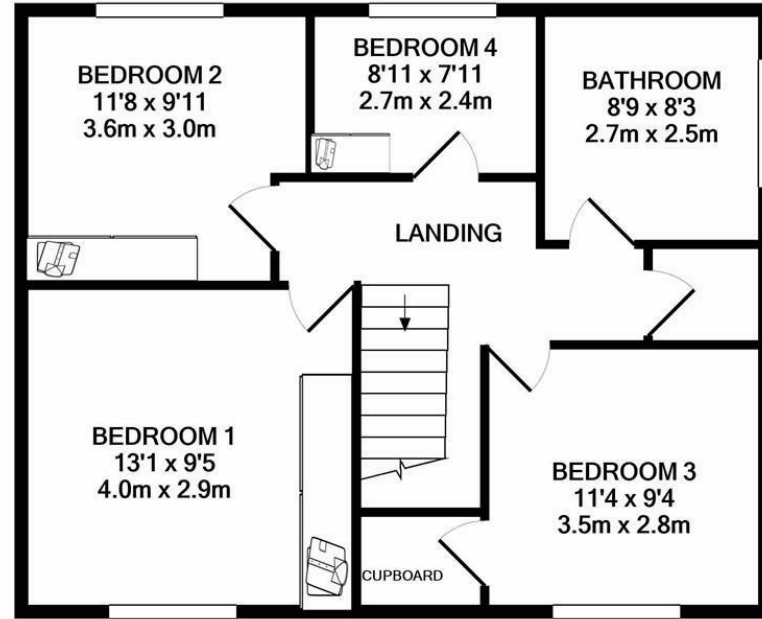 BEDROOM 2
11'8 x 9'11
3.6m x 3.0m
BEDROOM 4
8'11 x 7'11
2.7m x 2.4m
BATHROOM
8'9 x 8'3
2.7m x 2.5m
LANDING
BEDROOM 1
13'1 x 9'5
4.0m x 2.9m
BEDROOM 3
11'4 x 9'4
3.5m x 2.8m
CUPBOARD